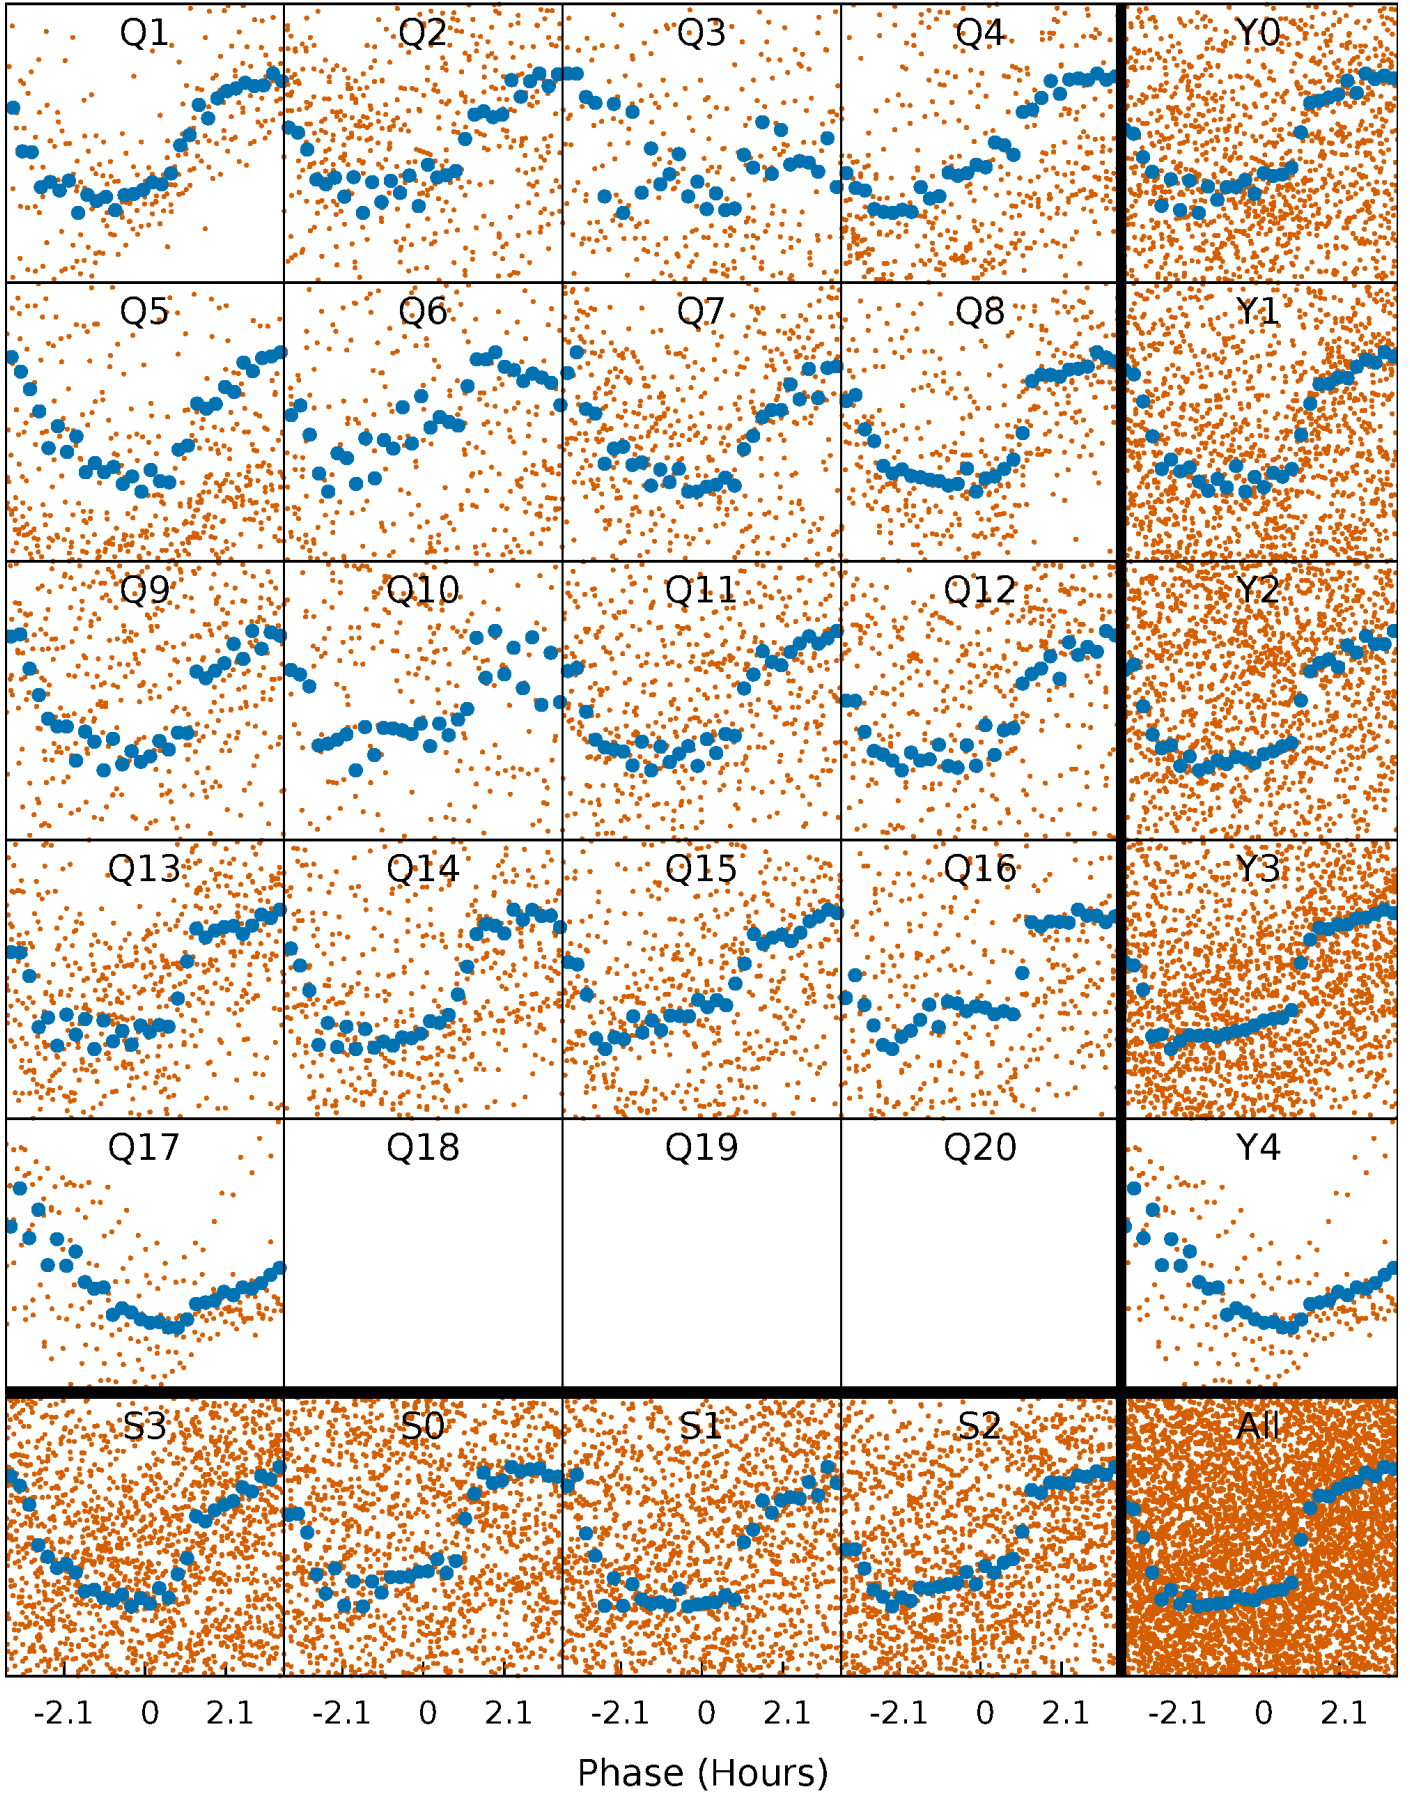 Q1 Q2 Q3 Q4 Y0
Q5 Q6 Q7 Q8 Y1
Q9 Q10 Q11 Q12 Y2
Q13 Q14 Q15 Q16 Y3
Q17 Q18 Q19 Q20 Y4
S3 S0 S1 S2 All
-2.1 0 2.1 -2.1 0 2.1 -2.1 0 2.1 -2.1 0 2.1 -2.1 0 2.1
Phase (Hours)